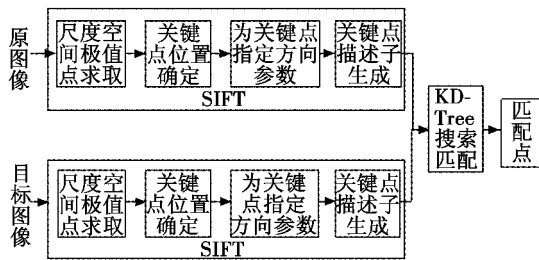 原图像
尺度空
间极值
点求取
关键
点位置
确定
为关键点
指定方向
参数
关键点
描述子
生成
SIFT
目标图像
尺度空
间极值
点求取
关键
点位置
确定
为关键
点指定
方向参数
关键点
描述子
生成
SIFT
KD-
Tree
搜索
匹配
匹配点